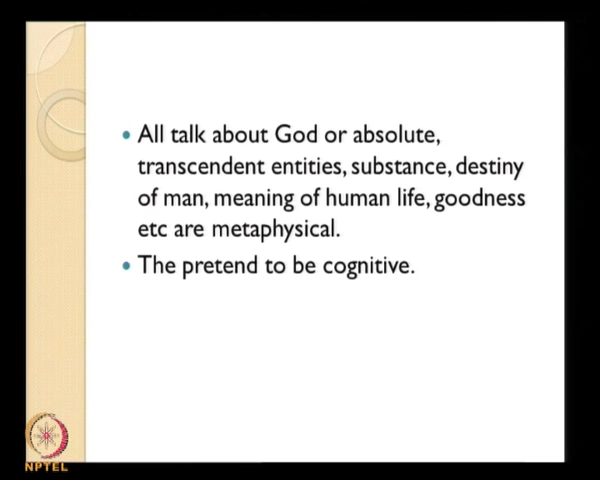 • All talk about God or absolute,
transcendent entities, substance, destiny
of man, meaning of human life, goodness
etc are metaphysical.
• The pretend to be cognitive.
NPTEL